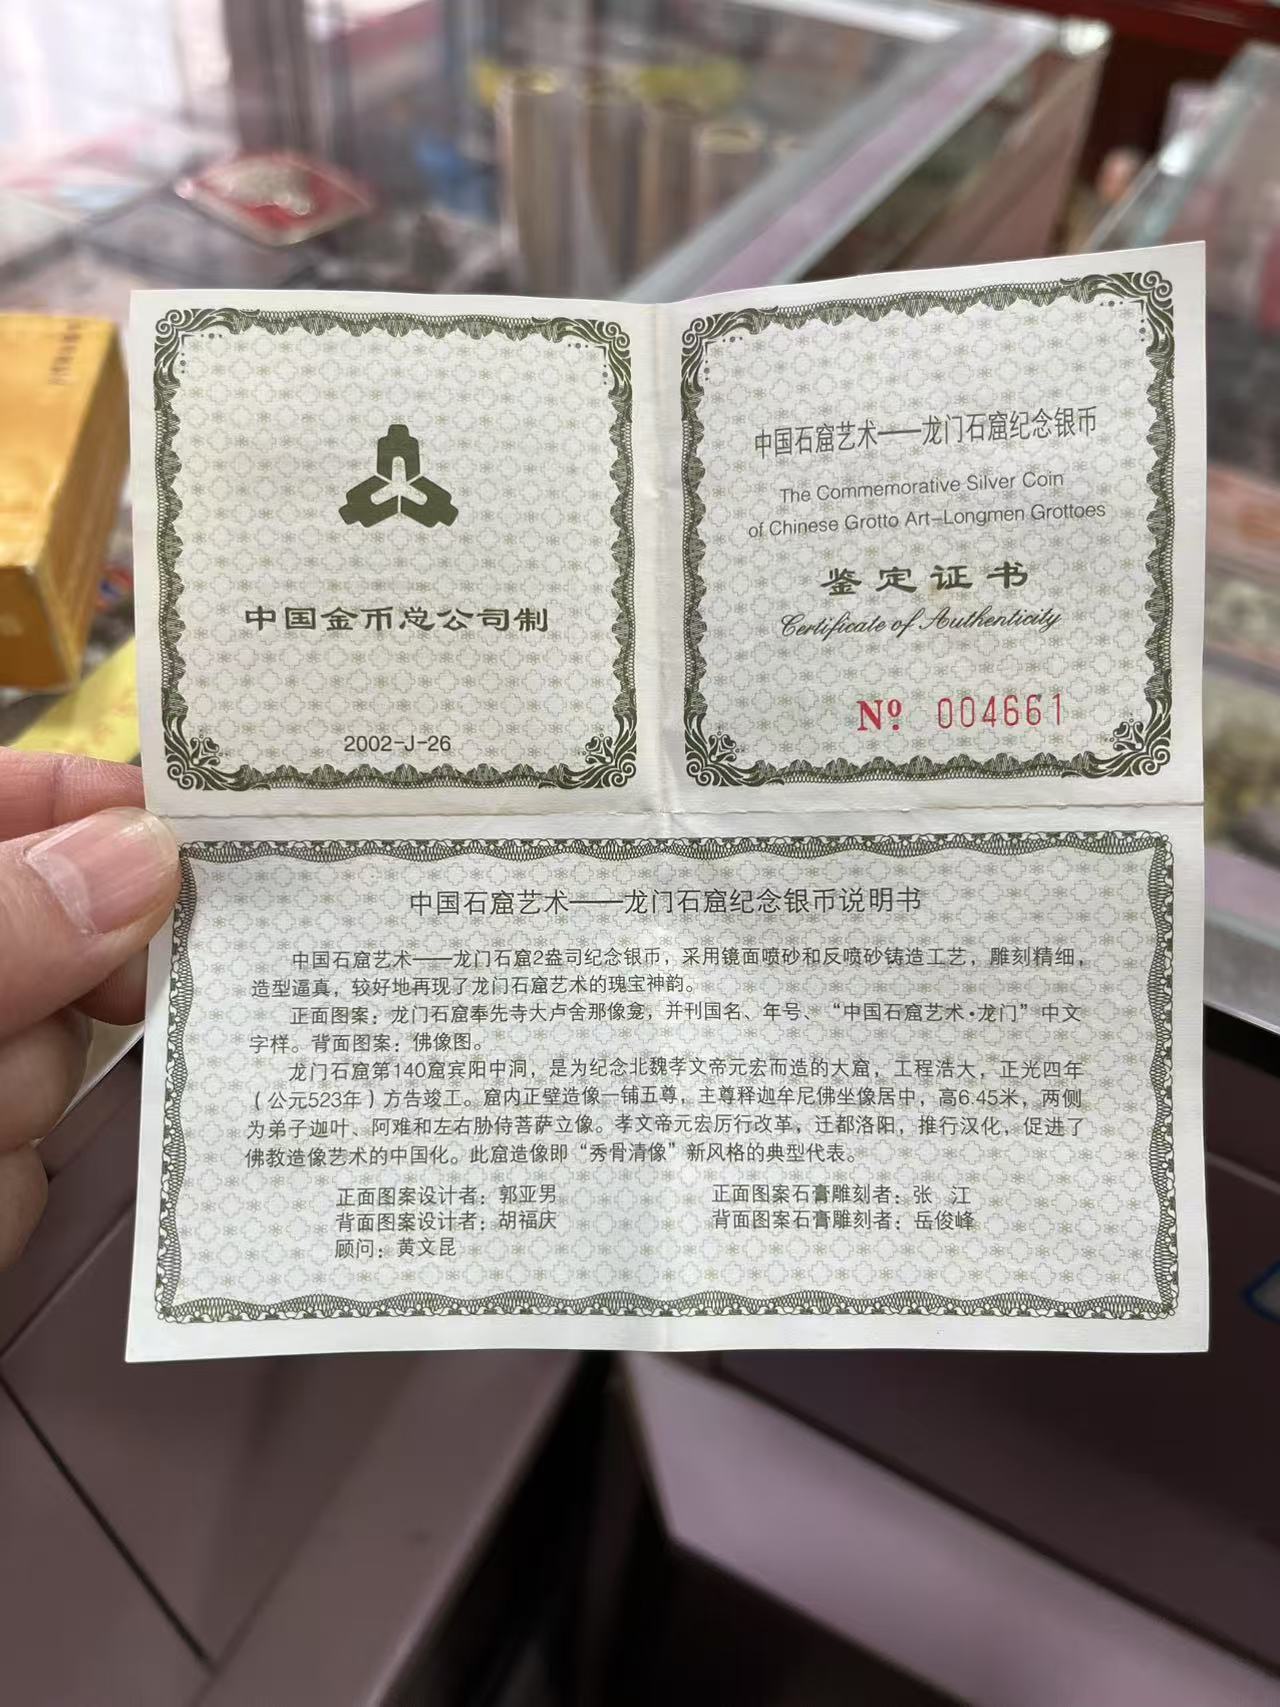 中国金币总公司制
2002-J-26
中国石窟艺术——龙门石窟纪念银币
The Commemorative Silver Coin
of Chinese Grotto Art-Longmen Grottoes
鉴定证书
Certificate of Authenticity
Nº 004661
中国石窟艺术——龙门石窟纪念银币说明书
中国石窟艺术——龙门石窟2盎司纪念银币，采用镜面喷砂和反喷砂铸造工艺，雕刻精细，
造型逼真，较好地再现了龙门石窟艺术的瑰宝神韵。
正面图案：龙门石窟奉先寺大卢舍那像龛，并刊国名、年号、“中国石窟艺术·龙门”中文
字样。背面图案：佛像图。
龙门石窟第140窟宾阳中洞，是为纪念北魏孝文帝元宏而造的大窟，工程浩大，正光四年
（公元523年）方告竣工。窟内正壁造像一铺五尊，主尊释迦牟尼佛坐像居中，高6.45米，两侧
为弟子迦叶、阿难和左右胁侍菩萨立像。孝文帝元宏厉行改革，迁都洛阳，推行汉化，促进了
佛教造像艺术的中国化。此窟造像即“秀骨清像”新风格的典型代表。
正面图案设计者：郭亚男 正面图案石膏雕刻者：张 江
背面图案设计者：胡福庆 背面图案石膏雕刻者：岳俊峰
顾问：黄文昆